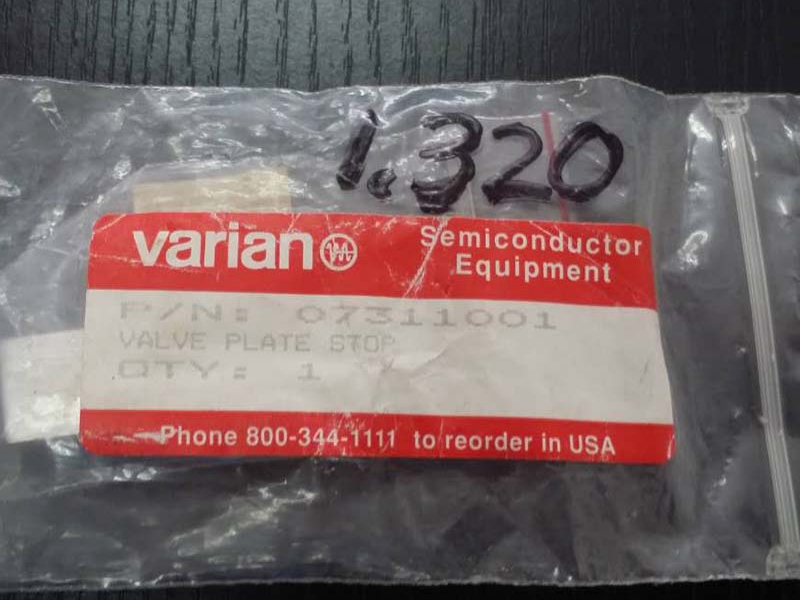 1.320
varian
Semiconductor
Equipment
P/N: 07311001
VALVE PLATE STOP
QTY: 1
Phone 800-344-1111 to reorder in USA